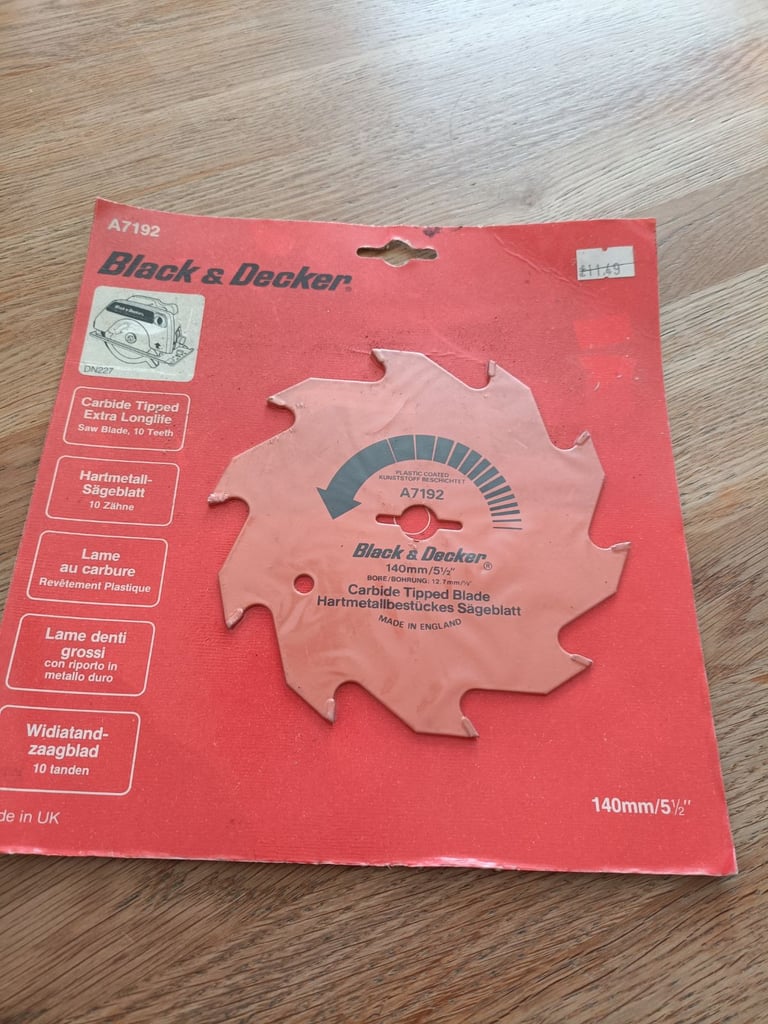 A7192
Black & Decker®
£11.49
Black & Decker
DN227
Carbide Tipped
Extra Longlife
Saw Blade, 10 Teeth
Hartmetall-
Sägeblatt
10 Zähne
Lame
au carbure
Revêtement Plastique
Lame denti
grossi
con riporto in
metallo duro
Widiatand-
zaagblad
10 tanden
de in UK
PLASTIC COATED
KUNSTSTOFF BESCHICHTET
A7192
Black & Decker®
140mm/5½"
BORE/BOHRUNG: 12.7mm/½"
Carbide Tipped Blade
Hartmetallbestückes Sägeblatt
MADE IN ENGLAND
140mm/5½"